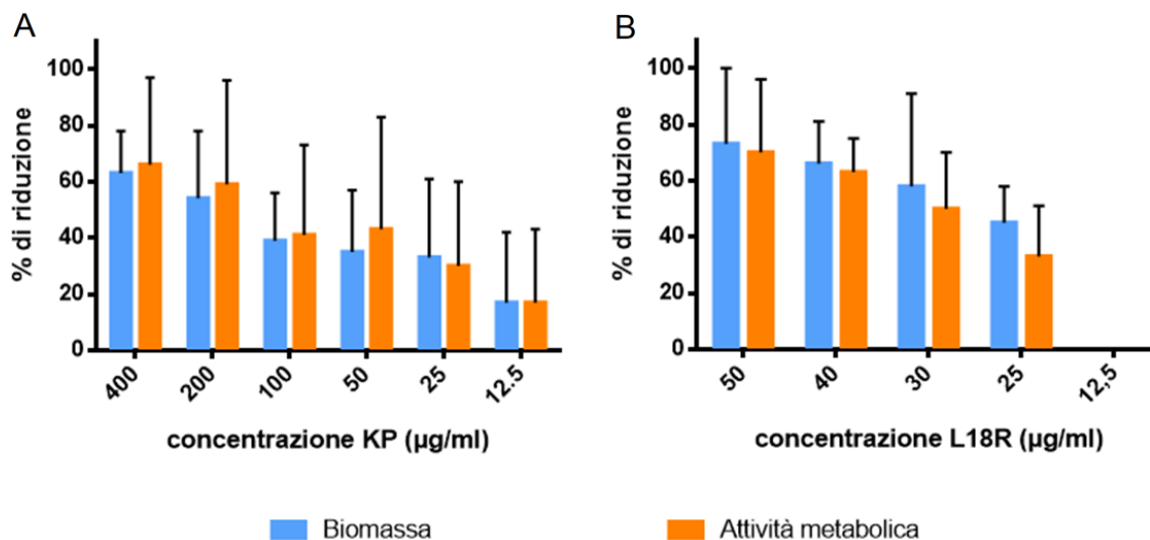 A
% di riduzione
100
80
60
40
20
0
400
200
100
50
25
12.5
concentrazione KP (µg/ml)
B
% di riduzione
100
80
60
40
20
0
50
40
30
25
12,5
concentrazione L18R (µg/ml)
Biomassa
Attività metabolica